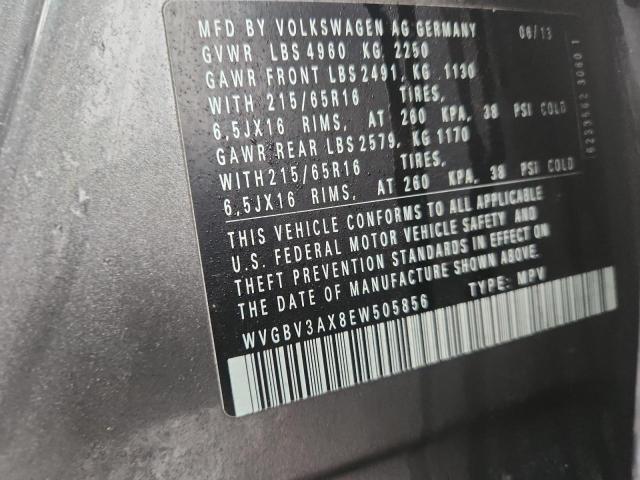 MFD BY VOLKSWAGEN AG GERMANY 06/13
GVWR LBS 4960 KG 2250
GAWR FRONT LBS 2491, KG 1130
WITH 215/65R16 TIRES,
6,5JX16 RIMS, AT 260 KPA, 38 PSI COLD
GAWR REAR LBS 2579, KG 1170
WITH 215/65R16 TIRES,
6,5JX16 RIMS, AT 260 KPA, 38 PSI COLD
THIS VEHICLE CONFORMS TO ALL APPLICABLE
U.S. FEDERAL MOTOR VEHICLE SAFETY AND
THEFT PREVENTION STANDARDS IN EFFECT ON
THE DATE OF MANUFACTURE SHOWN ABOVE.
WVGBV3AX8EW505856 TYPE: MPV